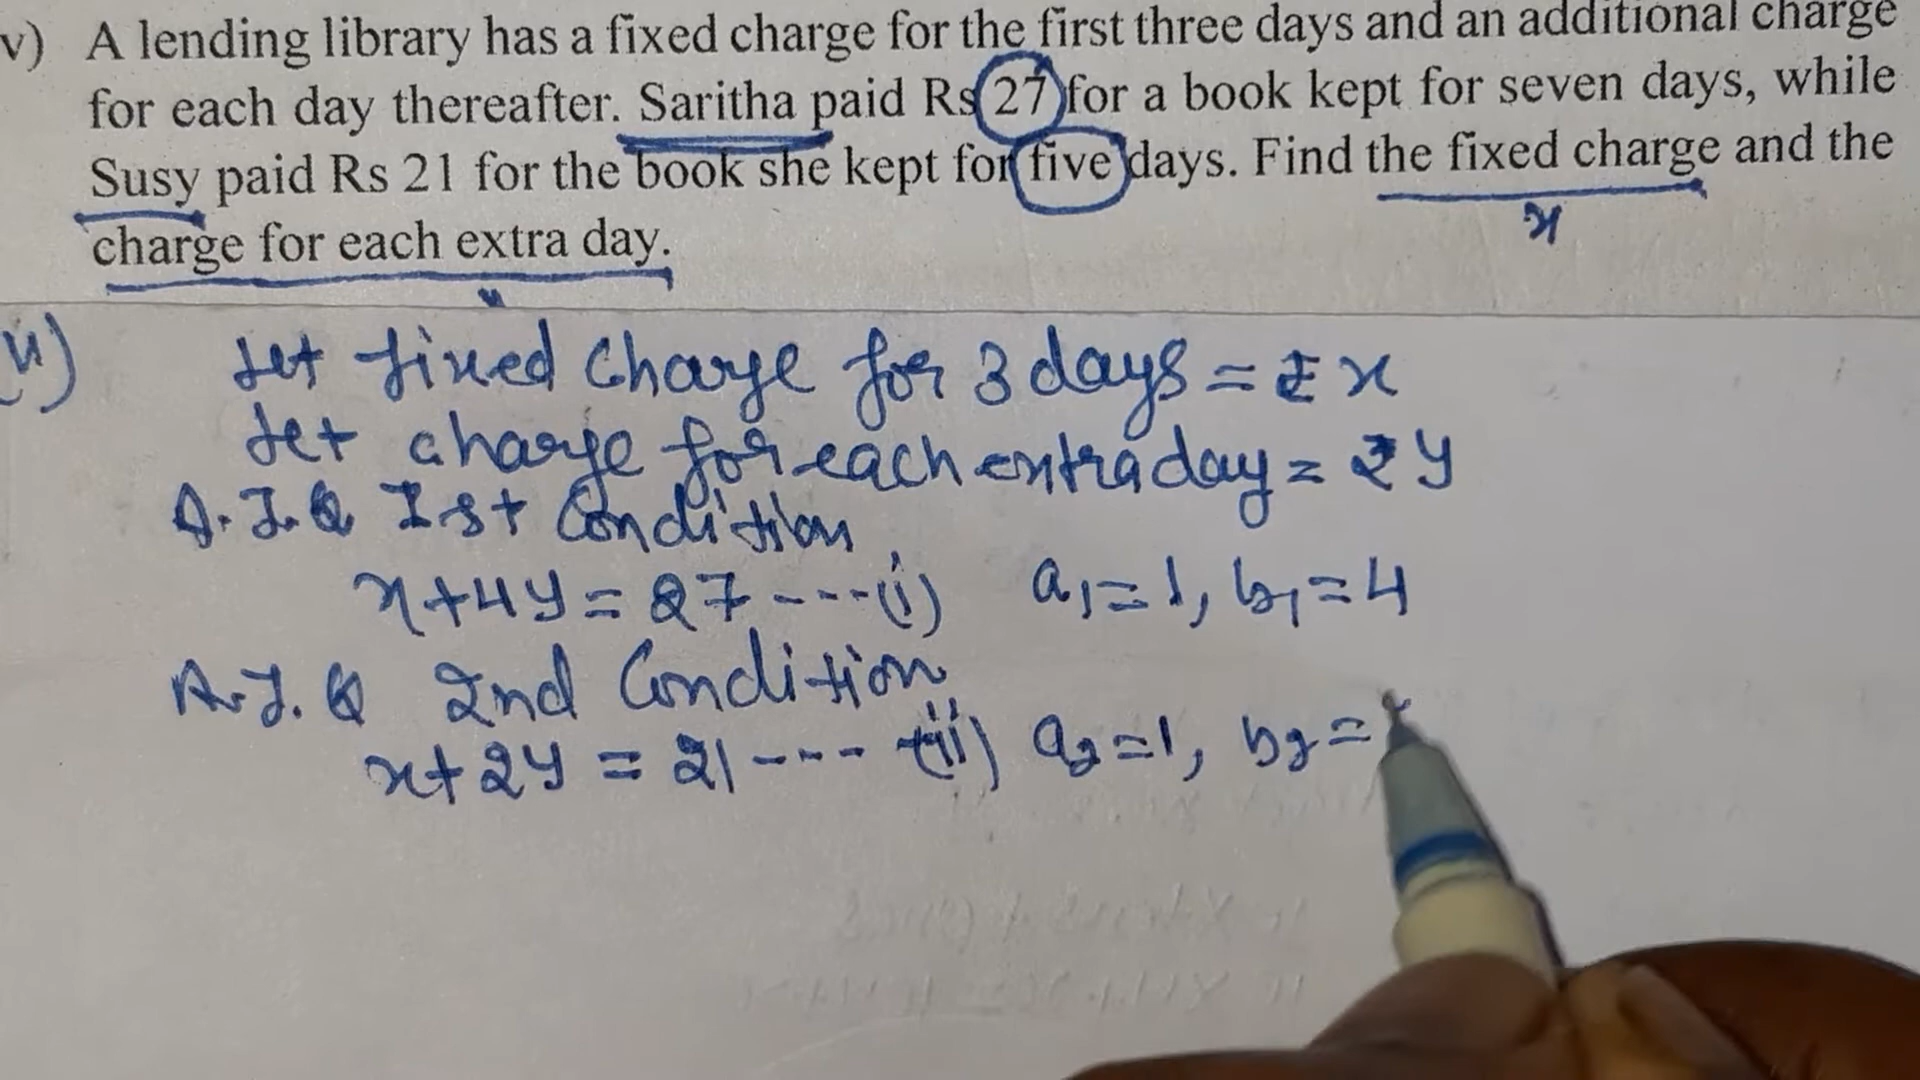 v) A lending library has a fixed charge for the first three days and an additional charge
for each day thereafter. Saritha paid Rs 27 for a book kept for seven days, while
Susy paid Rs 21 for the book she kept for five days. Find the fixed charge and the
x
charge for each extra day.
Let fixed charge for 3 days = ₹ x
Let charge for each extra day = ₹ y
A.T.Q 1st Condition
x+4y = 27 ----(i) a₁=1, b₁=4
A.T.Q 2nd Condition
x+2y = 21 ---- (ii) a₂=1, b₂=